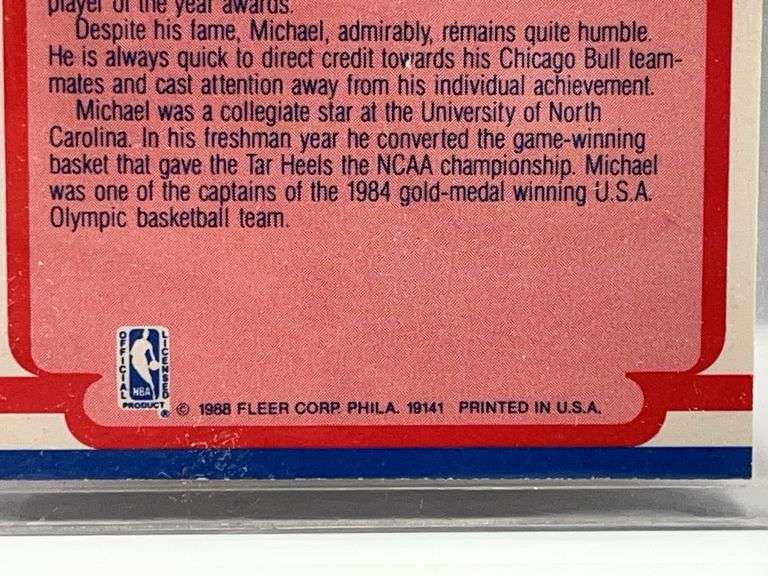 player of the year awards.
Despite his fame, Michael, admirably, remains quite humble.
He is always quick to direct credit towards his Chicago Bull team-
mates and cast attention away from his individual achievement.
Michael was a collegiate star at the University of North
Carolina. In his freshman year he converted the game-winning
basket that gave the Tar Heels the NCAA championship. Michael
was one of the captains of the 1984 gold-medal winning U.S.A.
Olympic basketball team.
OFFICIAL
LICENSED
NBA
PRODUCT ®
© 1988 FLEER CORP. PHILA. 19141 PRINTED IN U.S.A.